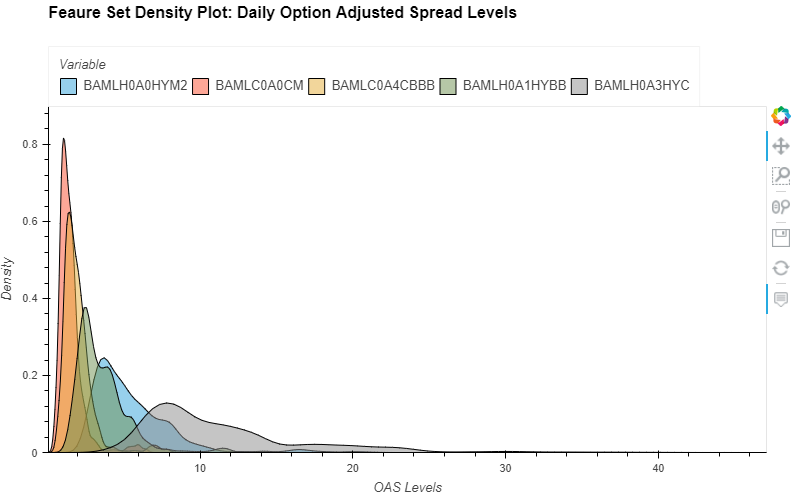 Feaure Set Density Plot: Daily Option Adjusted Spread Levels
Variable
BAMLH0A0HYM2 BAMLC0A0CM BAMLC0A4CBBB BAMLH0A1HYBB BAMLH0A3HYC
0.8
0.6
0.4
0.2
0
Density
10 20 30 40
OAS Levels